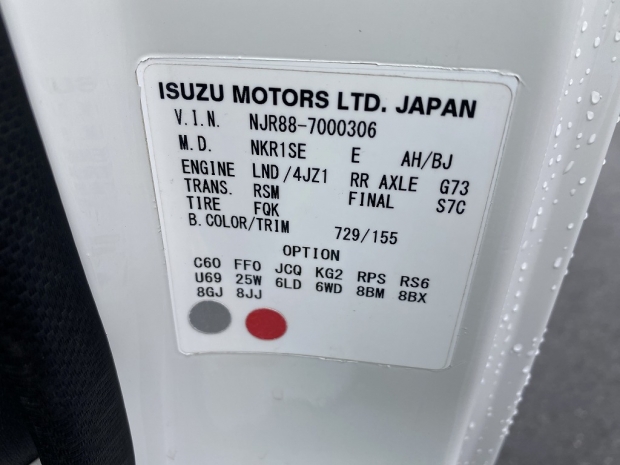 ISUZU MOTORS LTD. JAPAN
V.I.N. NJR88-7000306
M.D. NKR1SE E AH/BJ
ENGINE LND/4JZ1 RR AXLE G73
TRANS. RSM FINAL S7C
TIRE FQK
B.COLOR/TRIM 729/155
OPTION
C60 FF0 JCQ KG2 RPS RS6
U69 25W 6LD 6WD 8BM 8BX
8GJ 8JJ